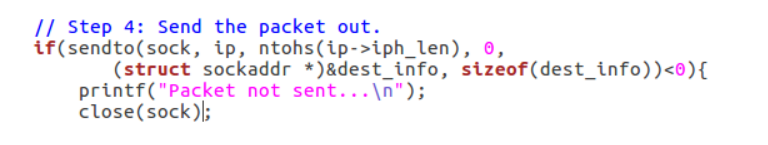 // Step 4: Send the packet out.
if(sendto(sock, ip, ntohs(ip->iph_len), 0,
(struct sockaddr *)&dest_info, sizeof(dest_info))<0){
printf("Packet not sent...\n");
close(sock);